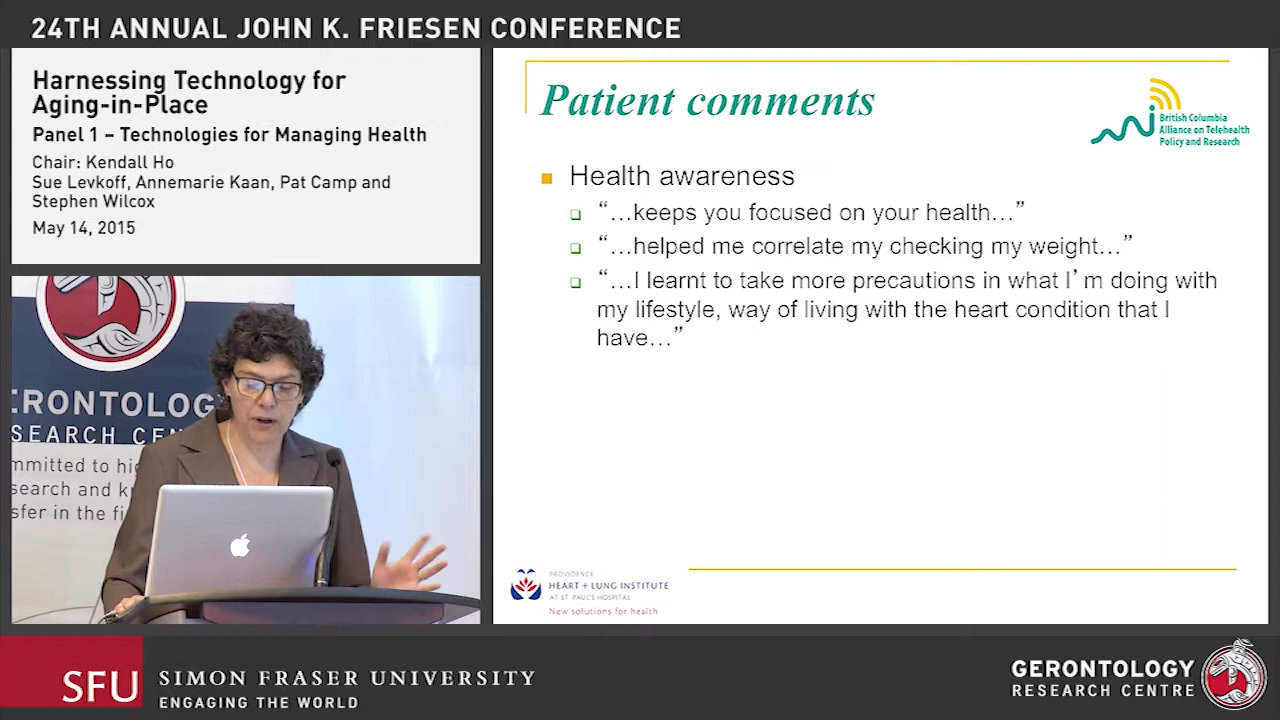 24TH ANNUAL JOHN K. FRIESEN CONFERENCE
Harnessing Technology for
Aging-in-Place
Panel 1 – Technologies for Managing Health
Chair: Kendall Ho
Sue Levkoff, Annemarie Kaan, Pat Camp and
Stephen Wilcox
May 14, 2015
Patient comments
British Columbia
Alliance on Telehealth
Policy and Research
Health awareness
“…keeps you focused on your health…”
“…helped me correlate my checking my weight…”
“…I learnt to take more precautions in what I’m doing with
my lifestyle, way of living with the heart condition that I
have…”
PROVIDENCE
HEART + LUNG INSTITUTE
AT ST. PAUL'S HOSPITAL
New solutions for health
ERONTOLOG
SEARCH CEN
mmitted to hi
search and k
sfer in the fi
SFU
SIMON FRASER UNIVERSITY
ENGAGING THE WORLD
GERONTOLOGY
RESEARCH CENTRE